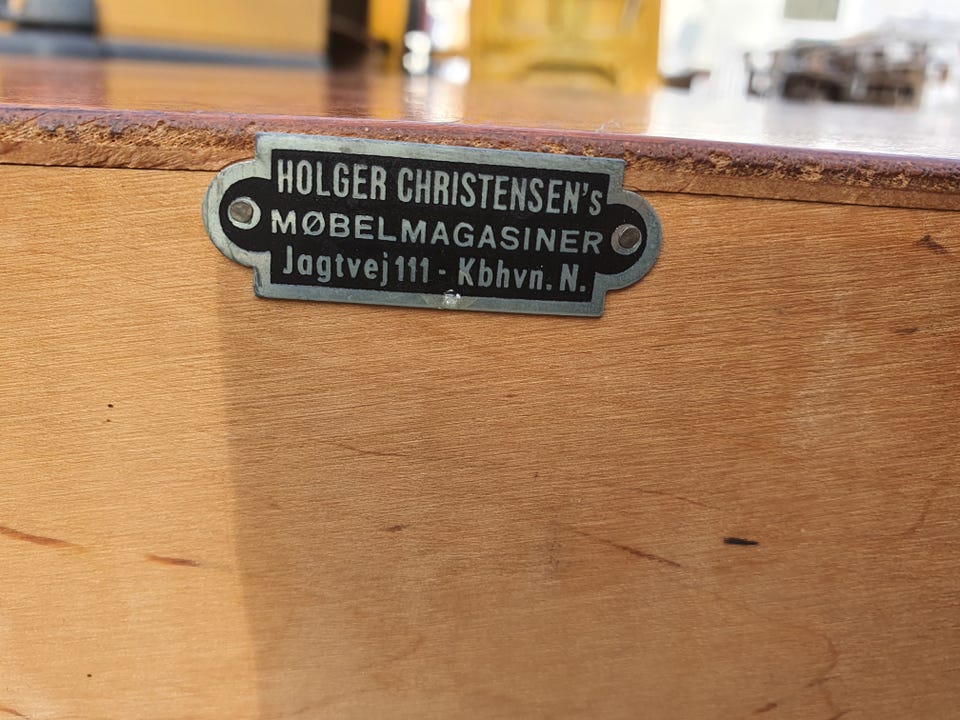 HOLGER CHRISTENSEN's
MØBELMAGASINER
Jagtvej 111 - Kbhvn. N.